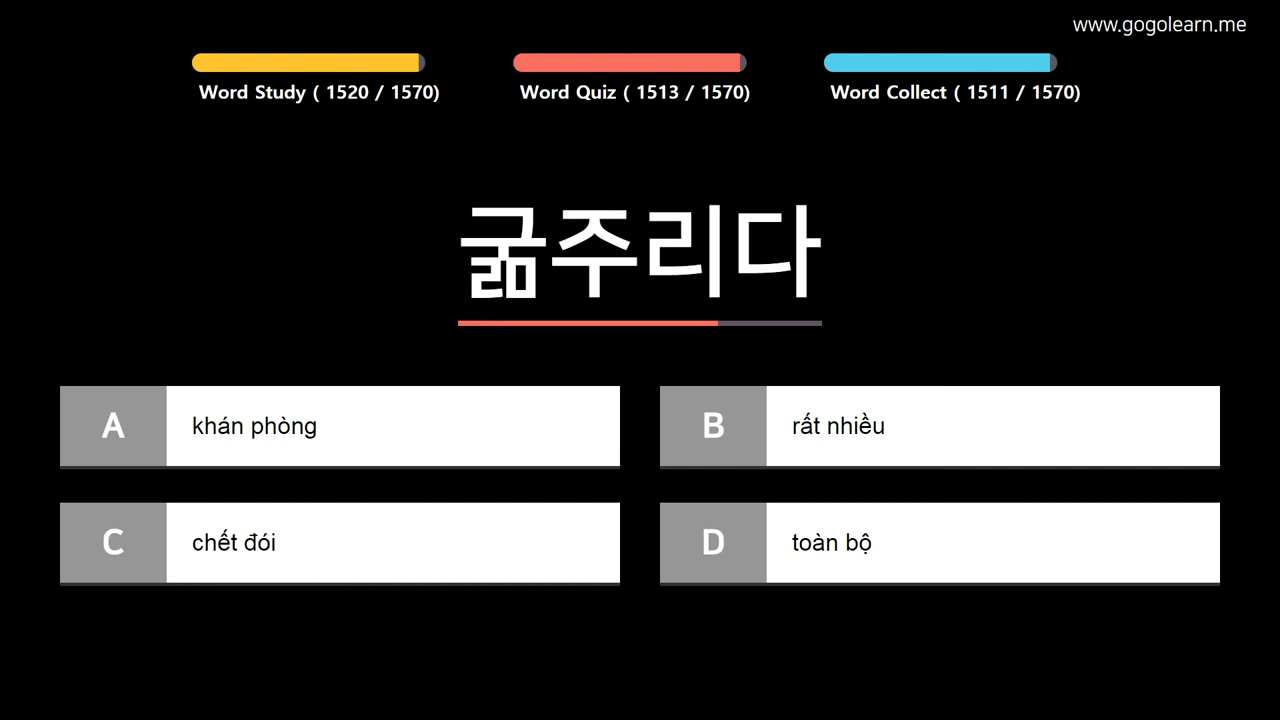 www.gogolearn.me
Word Study ( 1520 / 1570)
Word Quiz ( 1513 / 1570)
Word Collect ( 1511 / 1570)
굶주리다
A khán phòng
B rất nhiều
C chết đói
D toàn bộ